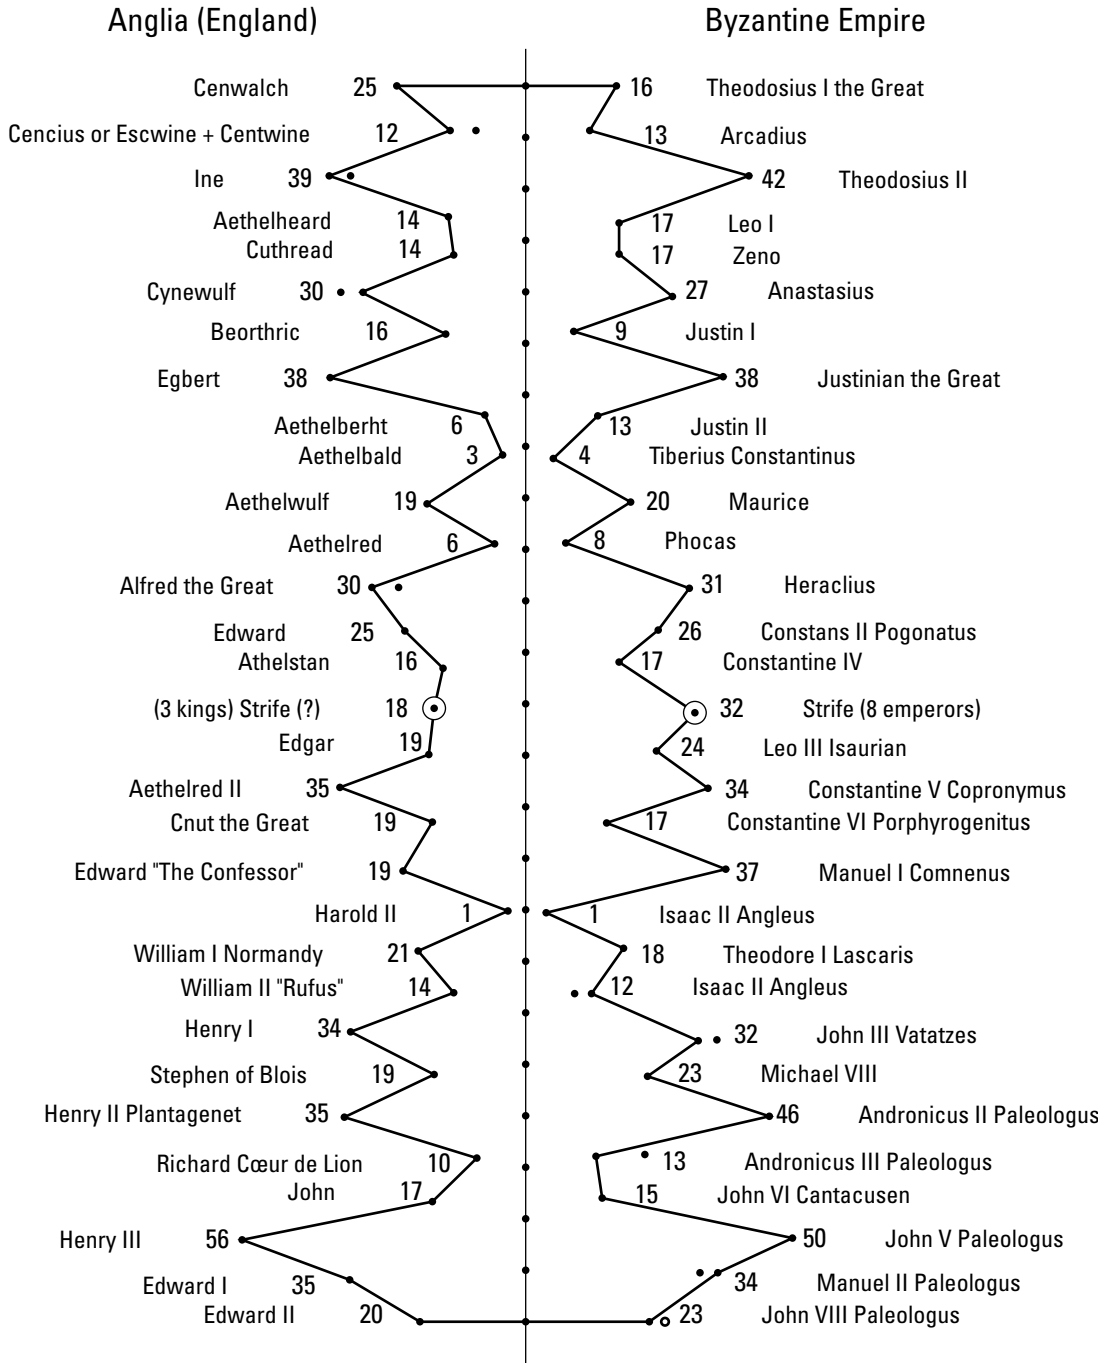 Anglia (England) Byzantine Empire
Cenwalch 25 16 Theodosius I the Great
Cencius or Escwine + Centwine 12 13 Arcadius
Ine 39 42 Theodosius II
Aethelheard 14 17 Leo I
Cuthread 14 17 Zeno
Cynewulf 30 27 Anastasius
Beorthric 16 9 Justin I
Egbert 38 38 Justinian the Great
Aethelberht 6 13 Justin II
Aethelbald 3 4 Tiberius Constantinus
Aethelwulf 19 20 Maurice
Aethelred 6 8 Phocas
Alfred the Great 30 31 Heraclius
Edward 25 26 Constans II Pogonatus
Athelstan 16 17 Constantine IV
(3 kings) Strife (?) 18 32 Strife (8 emperors)
Edgar 19 24 Leo III Isaurian
Aethelred II 35 34 Constantine V Copronymus
Cnut the Great 19 17 Constantine VI Porphyrogenitus
Edward "The Confessor" 19 37 Manuel I Comnenus
Harold II 1 1 Isaac II Angleus
William I Normandy 21 18 Theodore I Lascaris
William II "Rufus" 14 12 Isaac II Angleus
Henry I 34 32 John III Vatatzes
Stephen of Blois 19 23 Michael VIII
Henry II Plantagenet 35 46 Andronicus II Paleologus
Richard Cœur de Lion 10 13 Andronicus III Paleologus
John 17 15 John VI Cantacusen
Henry III 56 50 John V Paleologus
Edward I 35 34 Manuel II Paleologus
Edward II 20 23 John VIII Paleologus